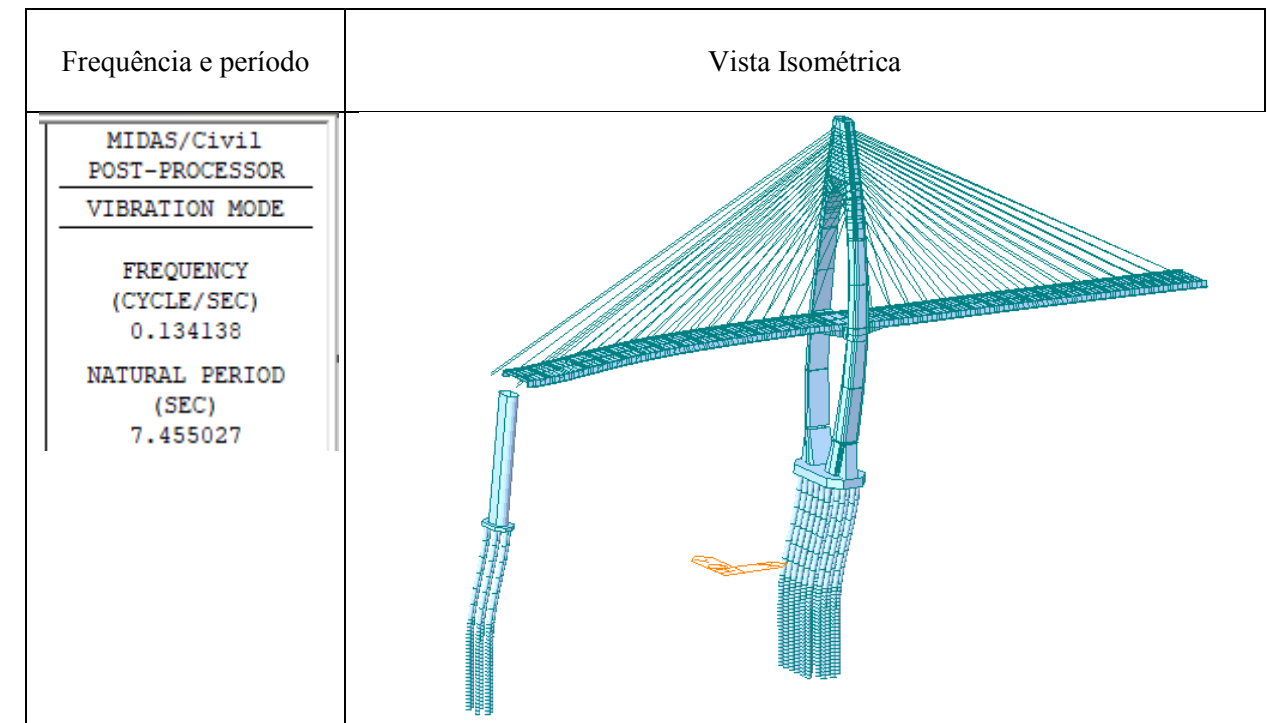 Frequência e período
Vista Isométrica
MIDAS/Civil
POST-PROCESSOR
VIBRATION MODE
FREQUENCY
(CYCLE/SEC)
0.134138
NATURAL PERIOD
(SEC)
7.455027